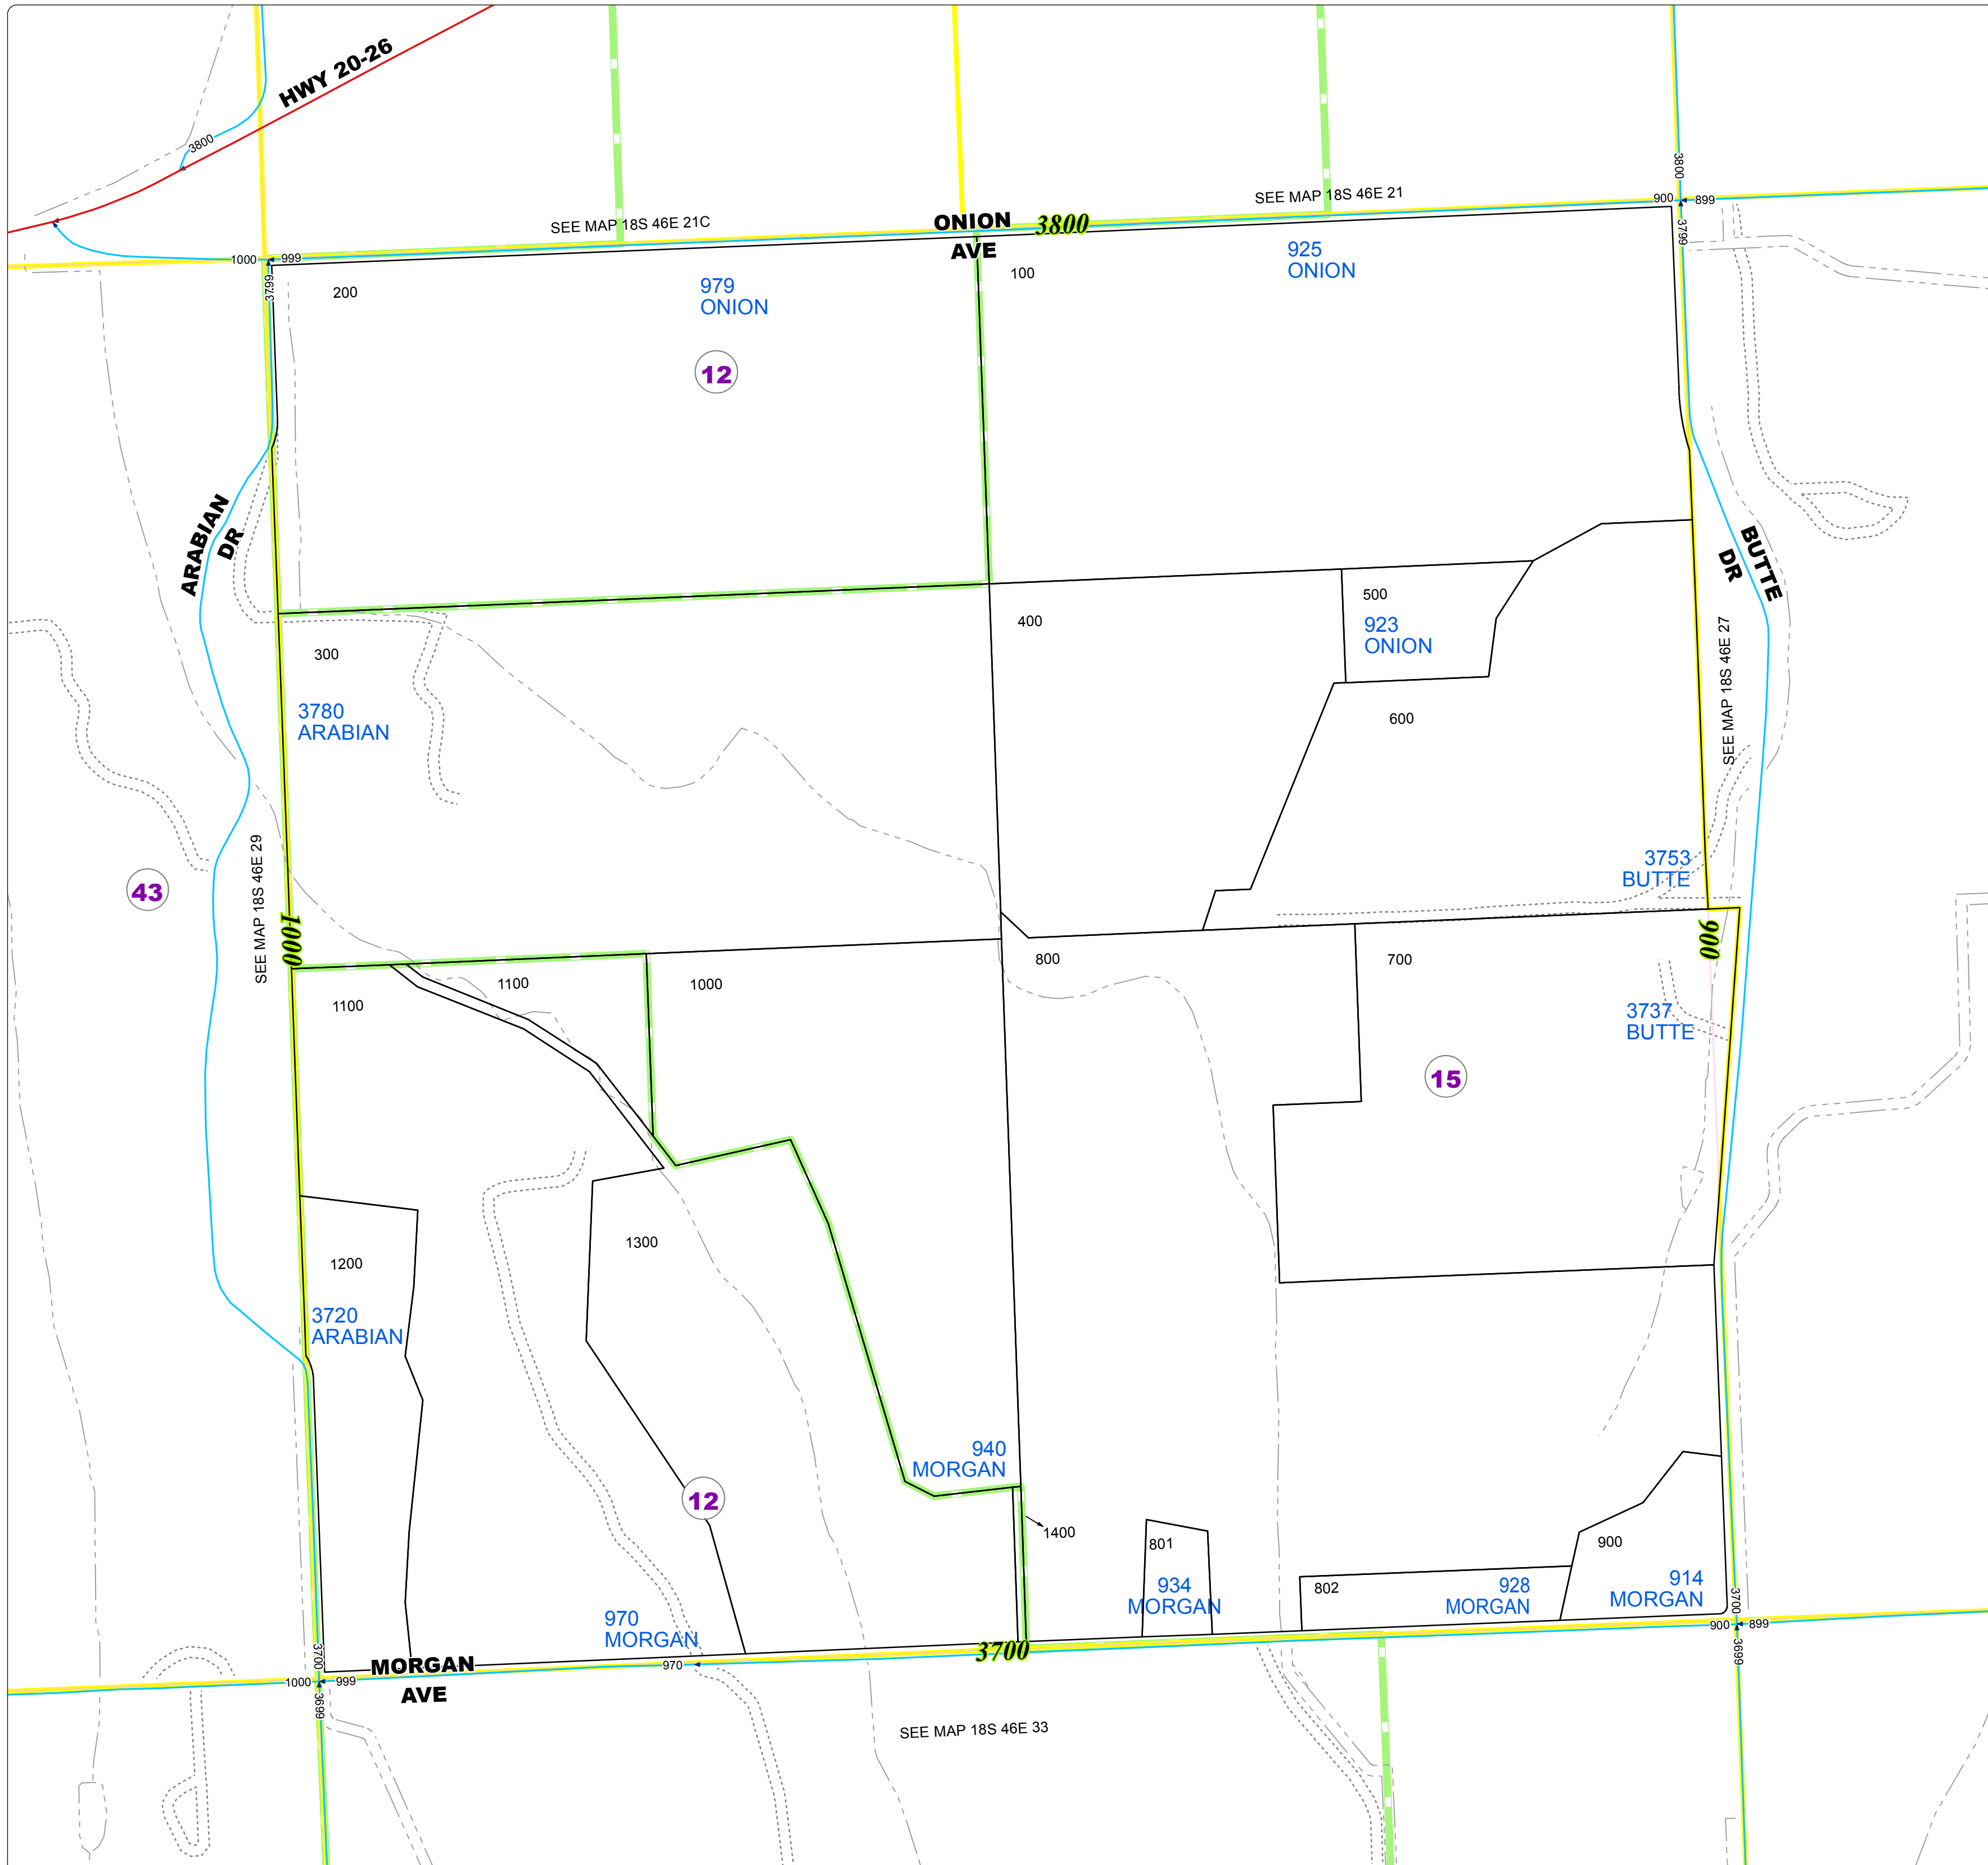 HWY 20-26
3800
3800
SEE MAP 18S 46E 21
SEE MAP 18S 46E 21C
ONION
AVE
3800
900
899
3799
1000
999
3799
200
979
ONION
100
925
ONION
12
ARABIAN
DR
BUTTE
DR
500
923
ONION
400
300
600
SEE MAP 18S 46E 27
3780
ARABIAN
SEE MAP 18S 46E 29
43
3753
BUTTE
1000
900
800
700
1100
1000
1100
3737
BUTTE
15
1300
1200
3720
ARABIAN
940
MORGAN
12
1400
801
900
934
MORGAN
802
928
MORGAN
914
MORGAN
970
MORGAN
3700
900
899
3699
3700
3700
MORGAN
AVE
970
1000
999
3699
SEE MAP 18S 46E 33